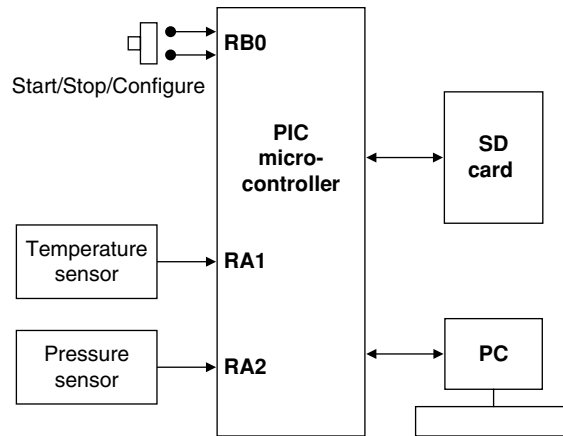 RB0
Start/Stop/Configure
PIC
micro-
controller
SD
card
Temperature
sensor
RA1
Pressure
sensor
RA2
PC